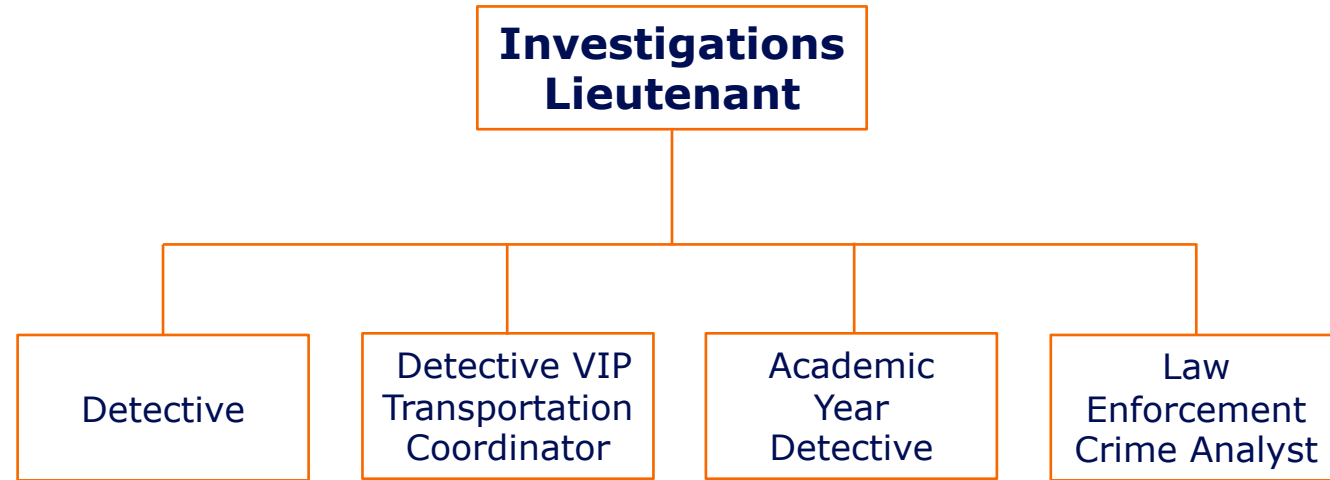 Investigations
Lieutenant
Detective
Detective VIP
Transportation
Coordinator
Academic
Year
Detective
Law
Enforcement
Crime Analyst